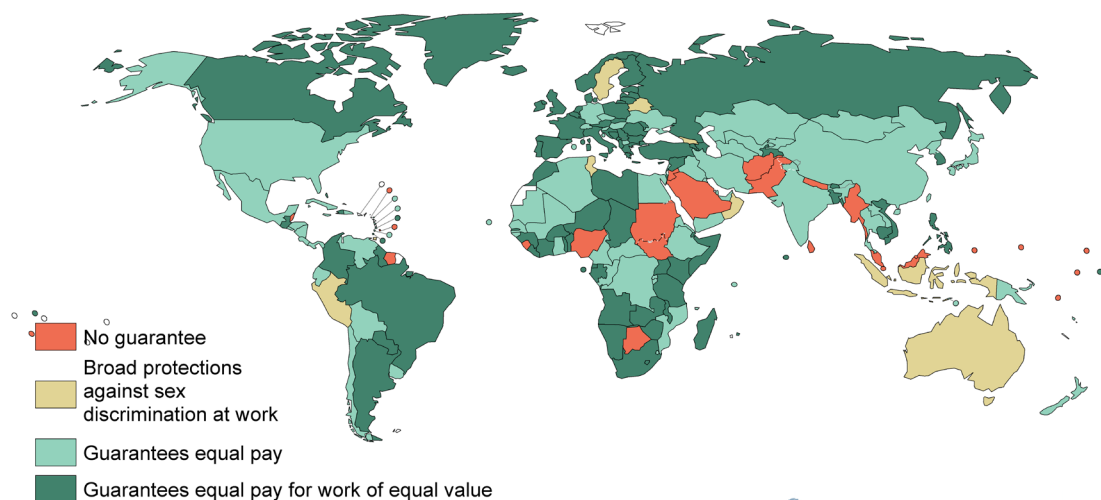 No guarantee
Broad protections
against sex
discrimination at work
Guarantees equal pay
Guarantees equal pay for work of equal value